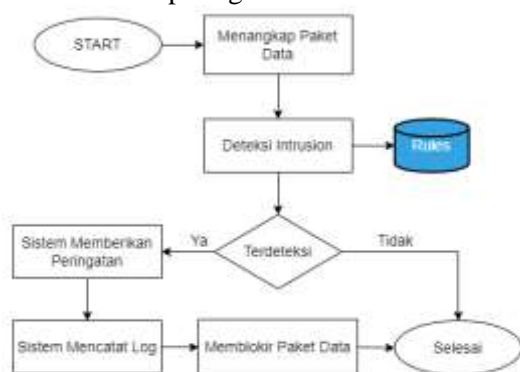 START
Menangkap Paket
Data
Deteksi Intrusion
Rules
Terdeteksi
Ya
Tidak
Sistem Memberikan
Peringatan
Sistem Mencatat Log
Memblokir Paket Data
Selesai